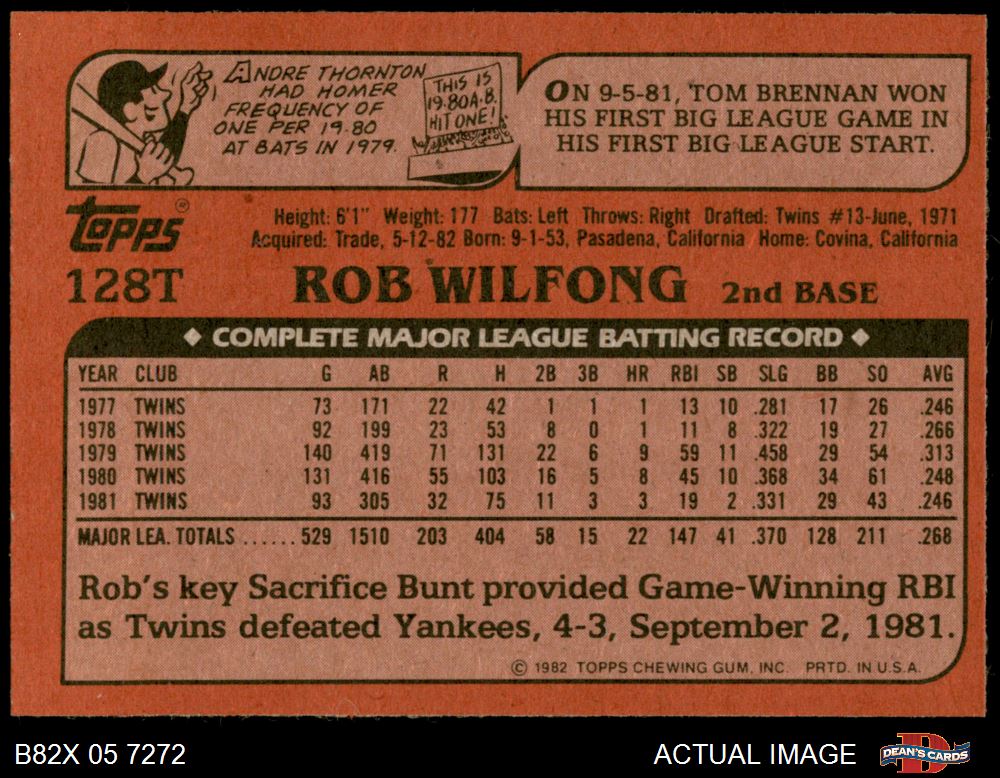 ANDRE THORNTON
HAD HOMER
FREQUENCY OF
ONE PER 19.80
AT BATS IN 1979.
THIS IS
19.80 A.B.
HIT ONE!
ON 9-5-81, TOM BRENNAN WON
HIS FIRST BIG LEAGUE GAME IN
HIS FIRST BIG LEAGUE START.
Topps®
Height: 6'1" Weight: 177 Bats: Left Throws: Right Drafted: Twins #13-June, 1971
Acquired: Trade, 5-12-82 Born: 9-1-53, Pasadena, California Home: Covina, California
128T ROB WILFONG 2nd BASE
◆ COMPLETE MAJOR LEAGUE BATTING RECORD ◆
YEAR CLUB G AB R H 2B 3B HR RBI SB SLG BB SO AVG
1977 TWINS 73 171 22 42 1 1 1 13 10 .281 17 26 .246
1978 TWINS 92 199 23 53 8 0 1 11 8 .322 19 27 .266
1979 TWINS 140 419 71 131 22 6 9 59 11 .458 29 54 .313
1980 TWINS 131 416 55 103 16 5 8 45 10 .368 34 61 .248
1981 TWINS 93 305 32 75 11 3 3 19 2 .331 29 43 .246
MAJOR LEA. TOTALS ...... 529 1510 203 404 58 15 22 147 41 .370 128 211 .268
Rob's key Sacrifice Bunt provided Game-Winning RBI
as Twins defeated Yankees, 4-3, September 2, 1981.
© 1982 TOPPS CHEWING GUM, INC. PRTD. IN U.S.A.
B82X 05 7272 ACTUAL IMAGE D DEAN'S CARDS